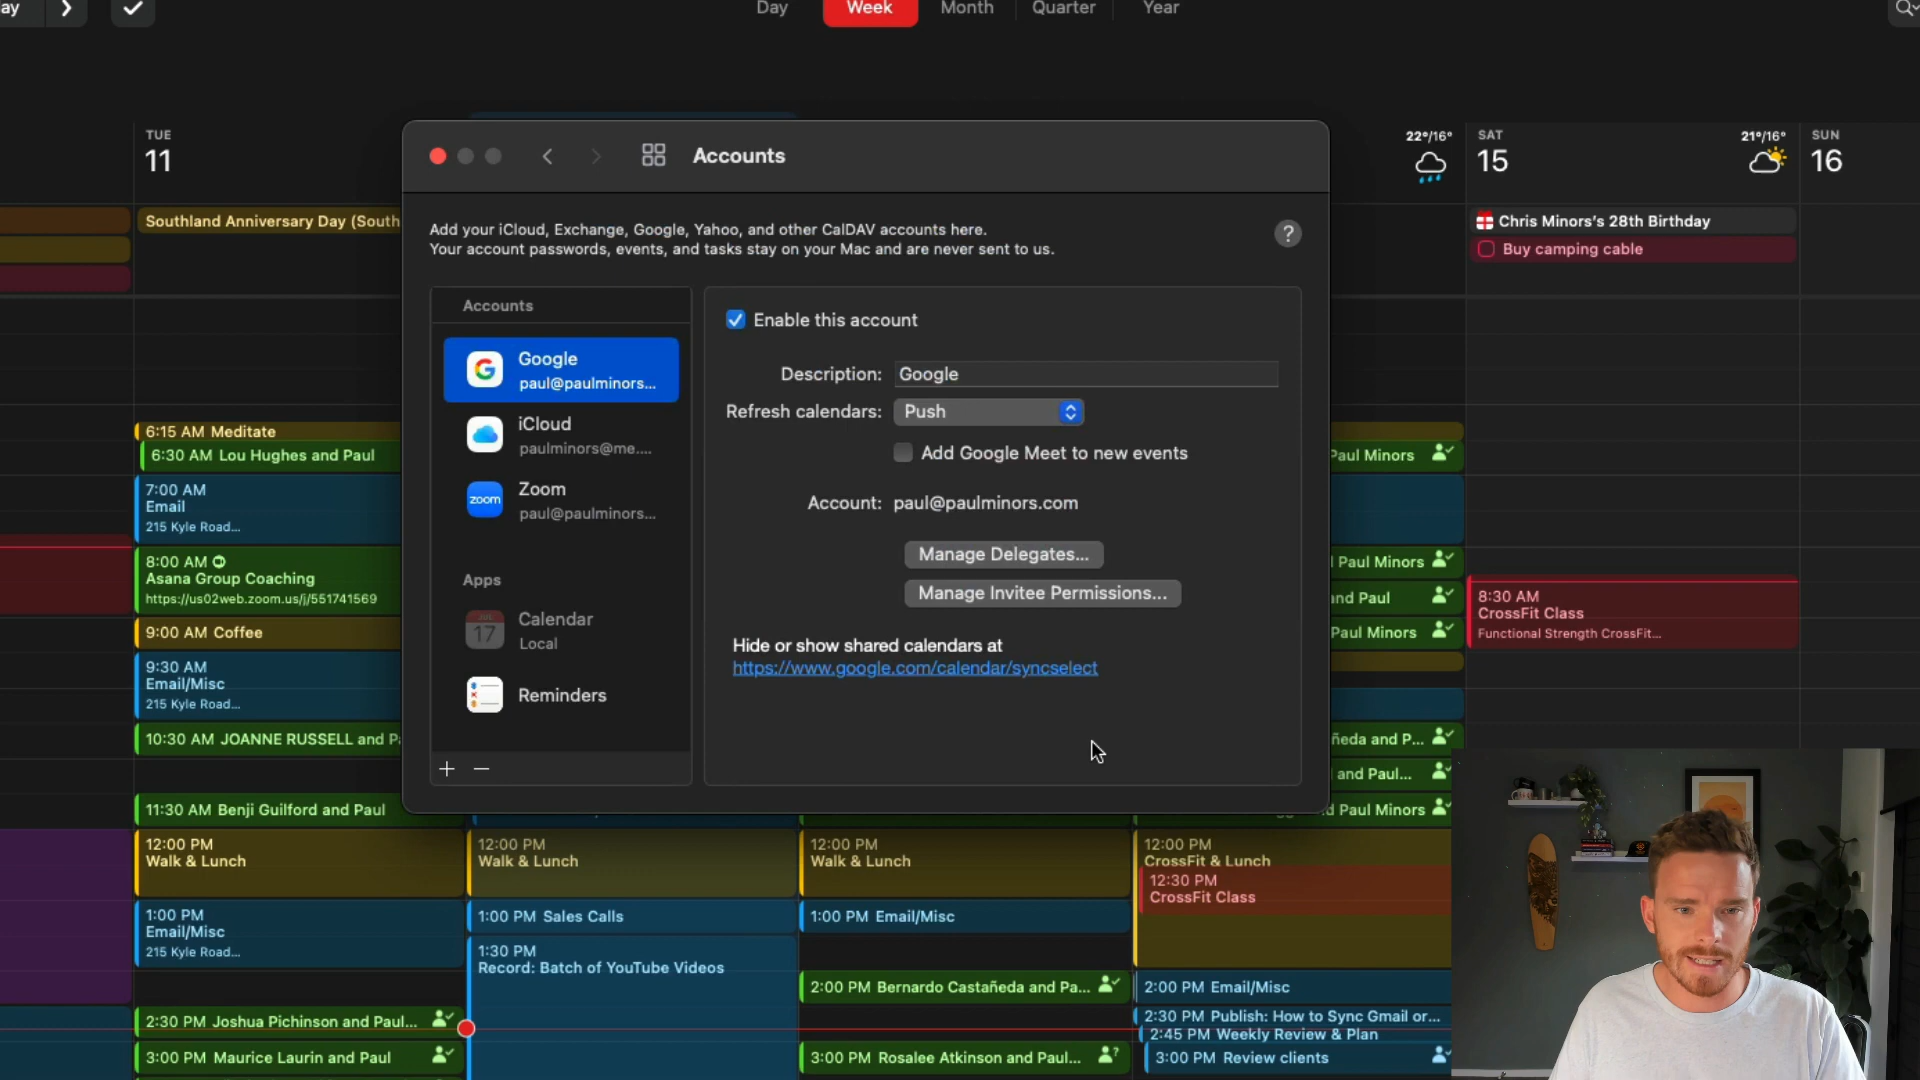 ay
Day
Week
Month
Quarter
Year
TUE
11
22°/16°
SAT
15
21°/16°
SUN
16
Southland Anniversary Day (South
Chris Minors's 28th Birthday
Buy camping cable
Accounts
Add your iCloud, Exchange, Google, Yahoo, and other CalDAV accounts here.
Your account passwords, events, and tasks stay on your Mac and are never sent to us.
?
Accounts
Google
paul@paulminors...
iCloud
paulminors@me....
zoom
Zoom
paul@paulminors...
Apps
JUL
17
Calendar
Local
Reminders
Enable this account
Description: Google
Refresh calendars: Push
Add Google Meet to new events
Account: paul@paulminors.com
Manage Delegates...
Manage Invitee Permissions...
Hide or show shared calendars at
https://www.google.com/calendar/syncselect
6:15 AM Meditate
6:30 AM Lou Hughes and Paul
7:00 AM
Email
215 Kyle Road...
8:00 AM
Asana Group Coaching
https://us02web.zoom.us/j/551741569
9:00 AM Coffee
9:30 AM
Email/Misc
215 Kyle Road...
10:30 AM JOANNE RUSSELL and P
11:30 AM Benji Guilford and Paul
12:00 PM
Walk & Lunch
1:00 PM
Email/Misc
215 Kyle Road...
2:30 PM Joshua Pichinson and Paul...
3:00 PM Maurice Laurin and Paul
12:00 PM
Walk & Lunch
1:00 PM Sales Calls
1:30 PM
Record: Batch of YouTube Videos
12:00 PM
Walk & Lunch
1:00 PM Email/Misc
2:00 PM Bernardo Castañeda and Pa...
3:00 PM Rosalee Atkinson and Paul...
Paul Minors
Paul Minors
and Paul
Paul Minors
ñeda and P...
and Paul...
d Paul Minors
12:00 PM
CrossFit & Lunch
12:30 PM
CrossFit Class
2:00 PM Email/Misc
2:30 PM Publish: How to Sync Gmail or...
2:45 PM Weekly Review & Plan
3:00 PM Review clients
8:30 AM
CrossFit Class
Functional Strength CrossFit...